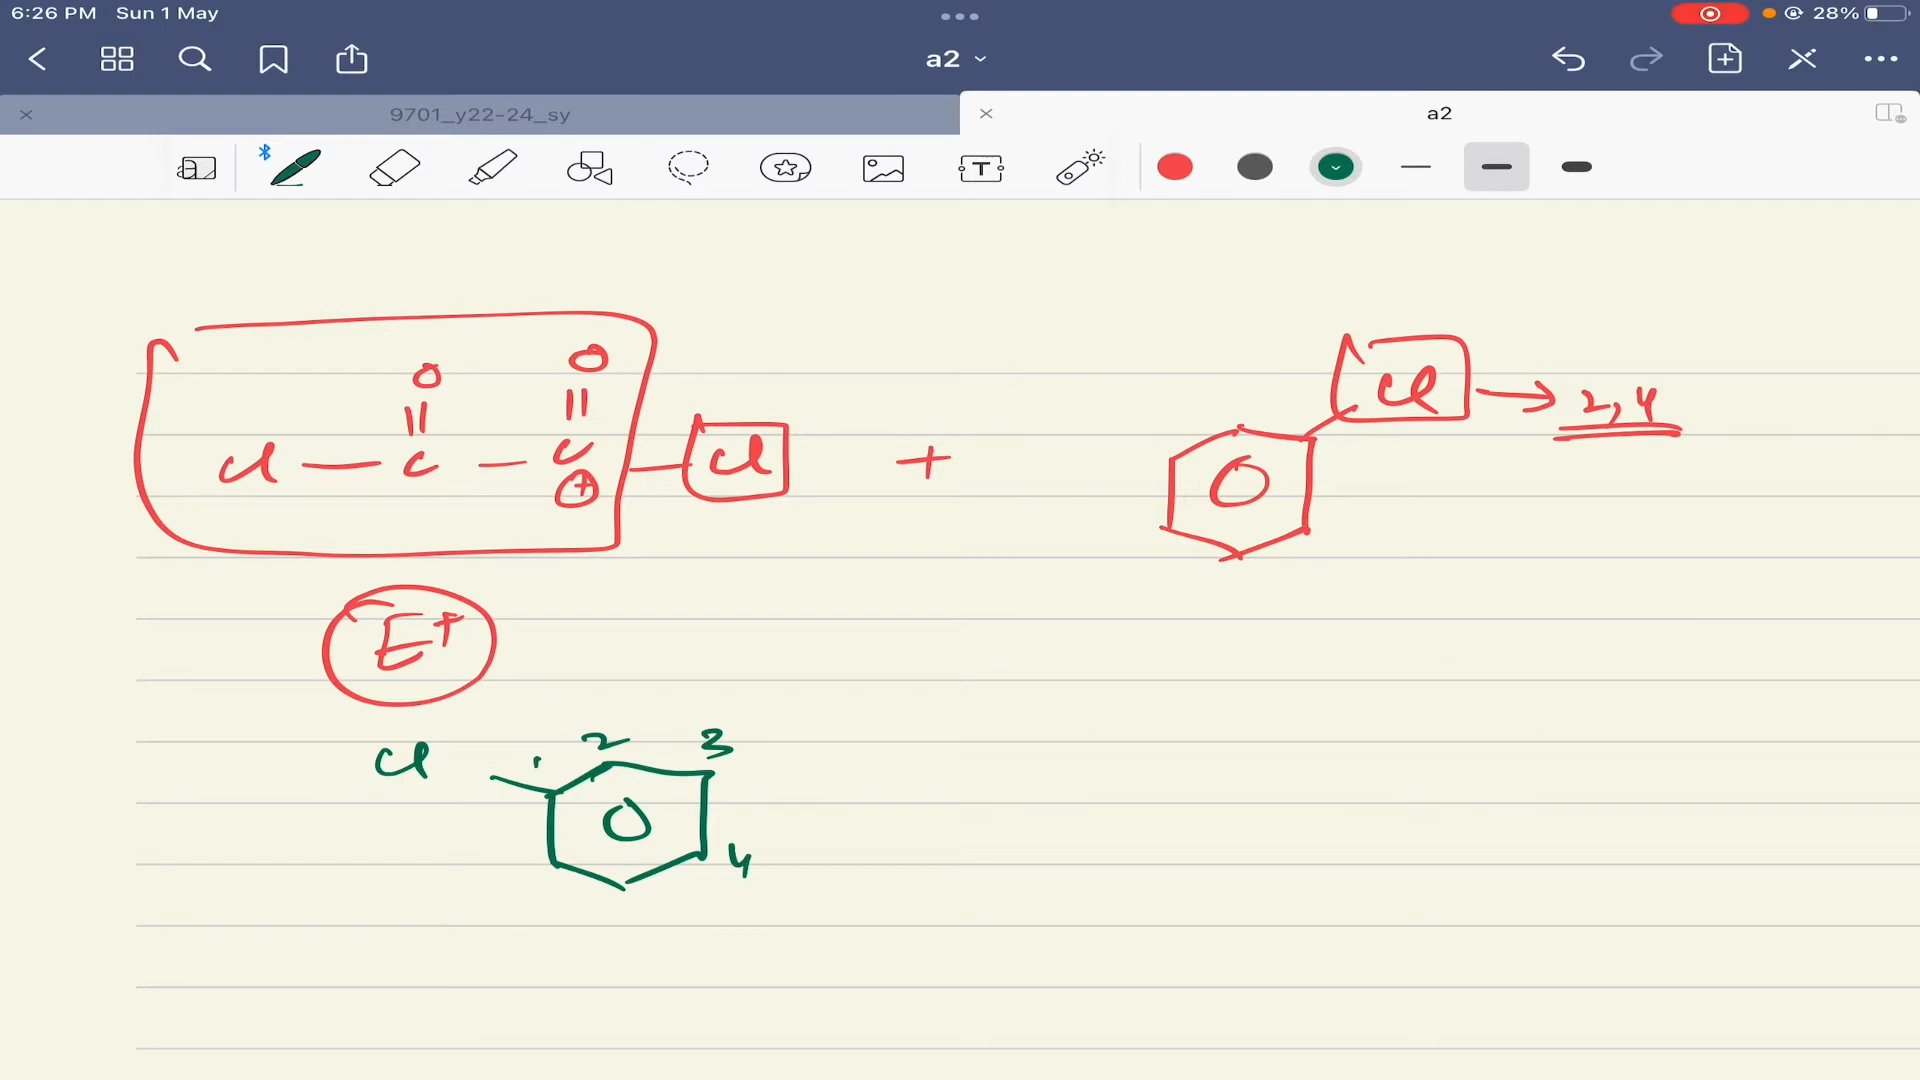 6:26 PM Sun 1 May
28%
a2
9701_y22-24_sy
a2
a
T
O O
|| ||
Cl — C — C — Cl + Cl → 2,4
+
E+
Cl 1 2 3
4